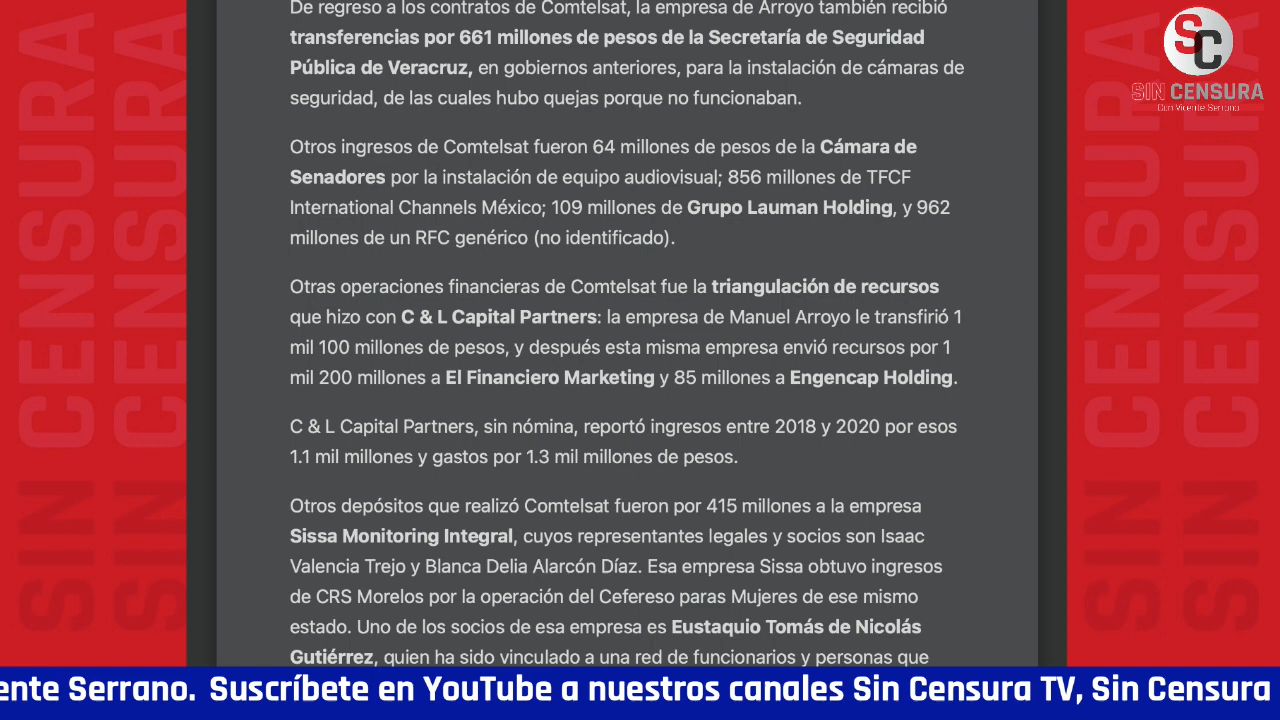 De regreso a los contratos de Comtelsat, la empresa de Arroyo también recibió
transferencias por 661 millones de pesos de la Secretaría de Seguridad
Pública de Veracruz, en gobiernos anteriores, para la instalación de cámaras de
seguridad, de las cuales hubo quejas porque no funcionaban.
Otros ingresos de Comtelsat fueron 64 millones de pesos de la Cámara de
Senadores por la instalación de equipo audiovisual; 856 millones de TFCF
International Channels México; 109 millones de Grupo Lauman Holding, y 962
millones de un RFC genérico (no identificado).
Otras operaciones financieras de Comtelsat fue la triangulación de recursos
que hizo con C & L Capital Partners: la empresa de Manuel Arroyo le transfirió 1
mil 100 millones de pesos, y después esta misma empresa envió recursos por 1
mil 200 millones a El Financiero Marketing y 85 millones a Engencap Holding.
C & L Capital Partners, sin nómina, reportó ingresos entre 2018 y 2020 por esos
1.1 mil millones y gastos por 1.3 mil millones de pesos.
Otros depósitos que realizó Comtelsat fueron por 415 millones a la empresa
Sissa Monitoring Integral, cuyos representantes legales y socios son Isaac
Valencia Trejo y Blanca Delia Alarcón Díaz. Esa empresa Sissa obtuvo ingresos
de CRS Morelos por la operación del Cefereso paras Mujeres de ese mismo
estado. Uno de los socios de esa empresa es Eustaquio Tomás de Nicolás
Gutiérrez, quien ha sido vinculado a una red de funcionarios y personas que
SC
SIN CENSURA
Con Vicente Serrano
SIN CENSURA
SIN CENSURA
SIN CENSURA
SIN CENSURA
ente Serrano. Suscríbete en YouTube a nuestros canales Sin Censura TV, Sin Censura